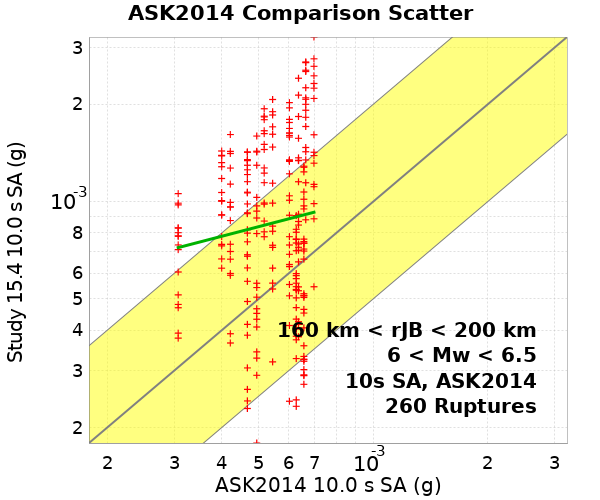 ASK2014 Comparison Scatter
Study 15.4 10.0 s SA (g)
3
2
10-3
8
6
5
4
3
2
160 km < rJB < 200 km
6 < Mw < 6.5
10s SA, ASK2014
260 Ruptures
2 3 4 5 6 7 10-3 2 3
ASK2014 10.0 s SA (g)